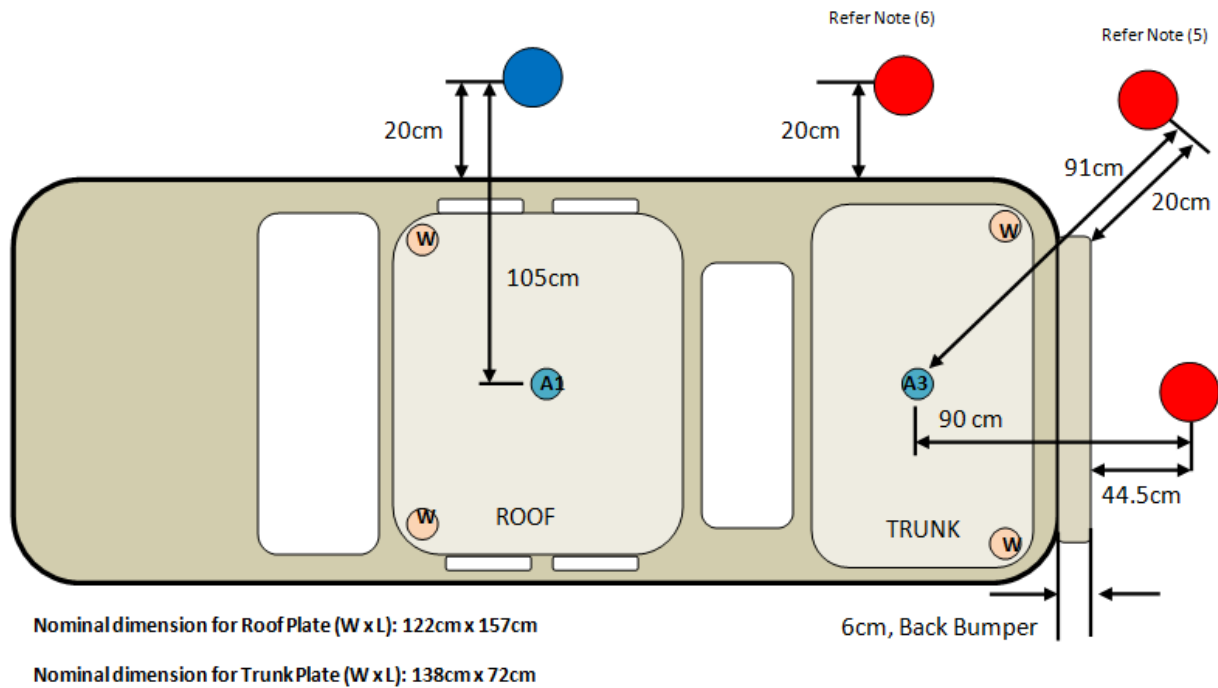 Refer Note (6)
Refer Note (5)
20cm
20cm
91cm
20cm
W
W
105cm
A1
A3
90 cm
44.5cm
W
ROOF
TRUNK
W
6cm, Back Bumper
Nominal dimension for Roof Plate (W x L): 122cm x 157cm
Nominal dimension for Trunk Plate (W x L): 138cm x 72cm